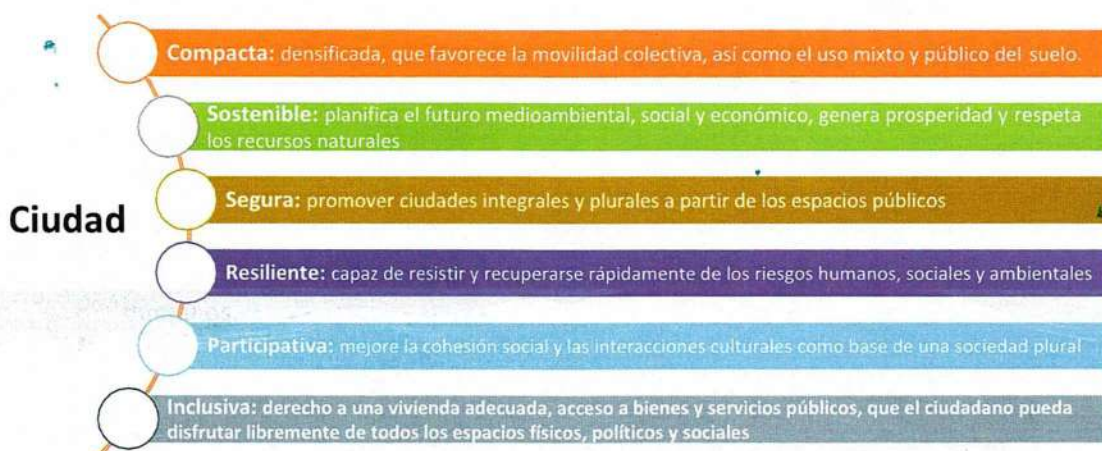 Compacta: densificada, que favorece la movilidad colectiva, así como el uso mixto y público del suelo.
Sostenible: planifica el futuro medioambiental, social y económico, genera prosperidad y respeta
los recursos naturales
Ciudad
Segura: promover ciudades integrales y plurales a partir de los espacios públicos
Resiliente: capaz de resistir y recuperarse rápidamente de los riesgos humanos, sociales y ambientales
Participativa: mejore la cohesión social y las interacciones culturales como base de una sociedad plural
Inclusiva: derecho a una vivienda adecuada, acceso a bienes y servicios públicos, que el ciudadano pueda
disfrutar libremente de todos los espacios físicos, políticos y sociales